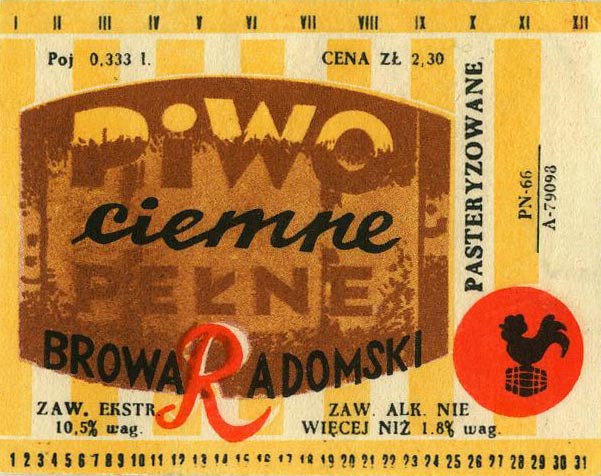 I II III IV V VI VII VIII IX X XI XII
Poj 0,333 l.
CENA ZŁ 2,30
PiWO
ciemne
PEŁNE
BROWARADOMSKI
ZAW. EKSTR.
10,5% wag.
ZAW. ALK. NIE
WIĘCEJ NIŻ 1.8% wag.
PASTERYZOWANE
PN-66
A-79098
1 2 3 4 5 6 7 8 9 10 11 12 13 14 15 16 17 18 19 20 21 22 23 24 25 26 27 28 29 30 31